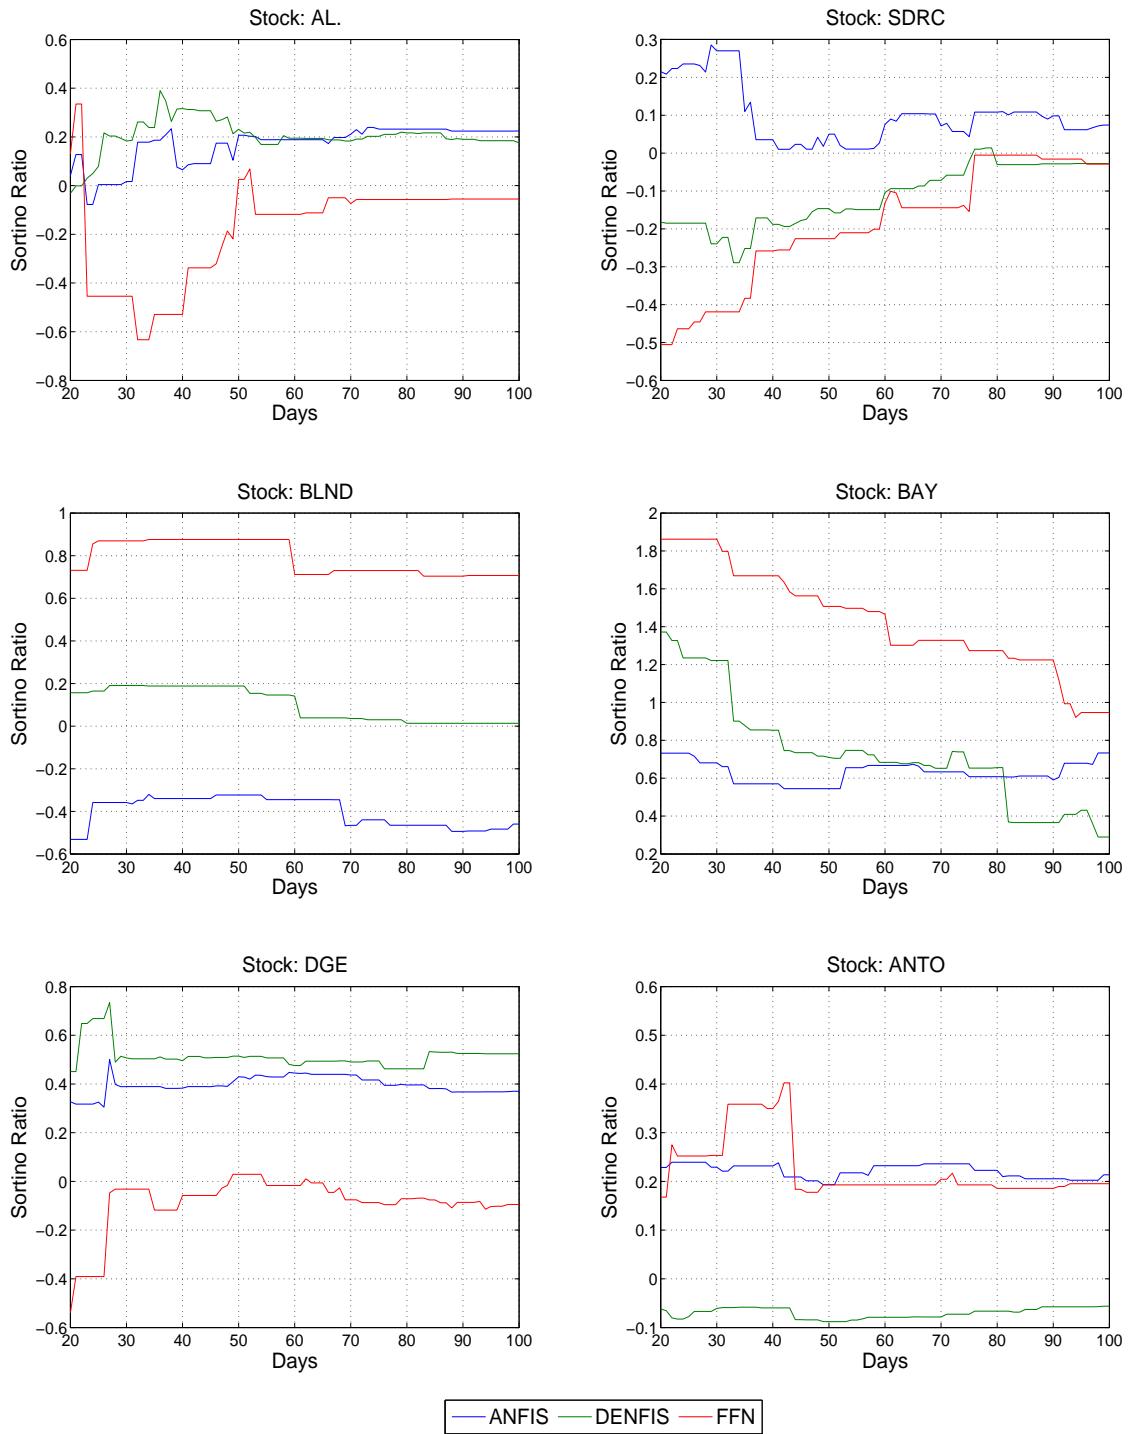 Stock: AL.
Sortino Ratio
0.6
0.4
0.2
0
−0.2
−0.4
−0.6
−0.8
20 30 40 50 60 70 80 90 100
Days
Stock: SDRC
Sortino Ratio
0.3
0.2
0.1
0
−0.1
−0.2
−0.3
−0.4
−0.5
−0.6
20 30 40 50 60 70 80 90 100
Days
Stock: BLND
Sortino Ratio
1
0.8
0.6
0.4
0.2
0
−0.2
−0.4
−0.6
20 30 40 50 60 70 80 90 100
Days
Stock: BAY
Sortino Ratio
2
1.8
1.6
1.4
1.2
1
0.8
0.6
0.4
0.2
20 30 40 50 60 70 80 90 100
Days
Stock: DGE
Sortino Ratio
0.8
0.6
0.4
0.2
0
−0.2
−0.4
−0.6
20 30 40 50 60 70 80 90 100
Days
Stock: ANTO
Sortino Ratio
0.6
0.5
0.4
0.3
0.2
0.1
0
−0.1
20 30 40 50 60 70 80 90 100
Days
ANFIS DENFIS FFN